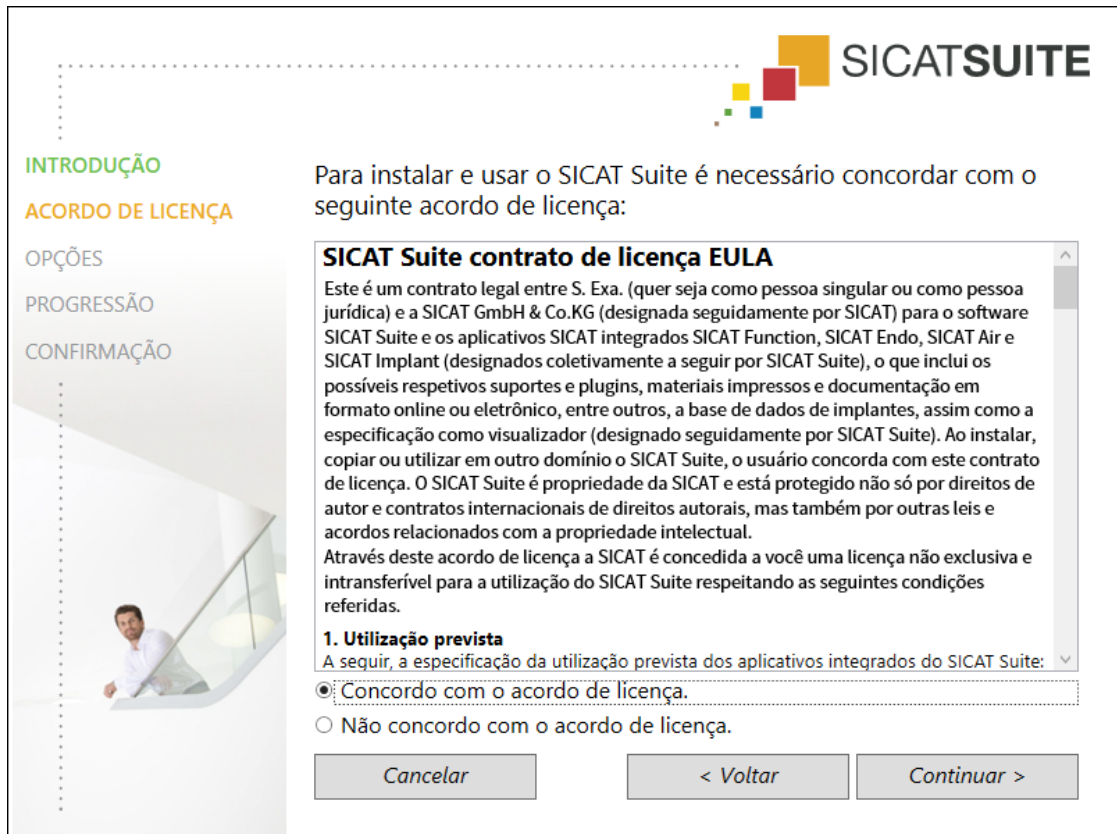 SICATSUITE
INTRODUÇÃO
ACORDO DE LICENÇA
OPÇÕES
PROGRESSÃO
CONFIRMAÇÃO
Para instalar e usar o SICAT Suite é necessário concordar com o
seguinte acordo de licença:
SICAT Suite contrato de licença EULA
Este é um contrato legal entre S. Exa. (quer seja como pessoa singular ou como pessoa
jurídica) e a SICAT GmbH & Co.KG (designada seguidamente por SICAT) para o software
SICAT Suite e os aplicativos SICAT integrados SICAT Function, SICAT Endo, SICAT Air e
SICAT Implant (designados coletivamente a seguir por SICAT Suite), o que inclui os
possíveis respetivos suportes e plugins, materiais impressos e documentação em
formato online ou eletrônico, entre outros, a base de dados de implantes, assim como a
especificação como visualizador (designado seguidamente por SICAT Suite). Ao instalar,
copiar ou utilizar em outro domínio o SICAT Suite, o usuário concorda com este contrato
de licença. O SICAT Suite é propriedade da SICAT e está protegido não só por direitos de
autor e contratos internacionais de direitos autorais, mas também por outras leis e
acordos relacionados com a propriedade intelectual.
Através deste acordo de licença a SICAT é concedida a você uma licença não exclusiva e
intransferível para a utilização do SICAT Suite respeitando as seguintes condições
referidas.
1. Utilização prevista
A seguir, a especificação da utilização prevista dos aplicativos integrados do SICAT Suite:
Concordo com o acordo de licença.
Não concordo com o acordo de licença.
Cancelar
< Voltar
Continuar >